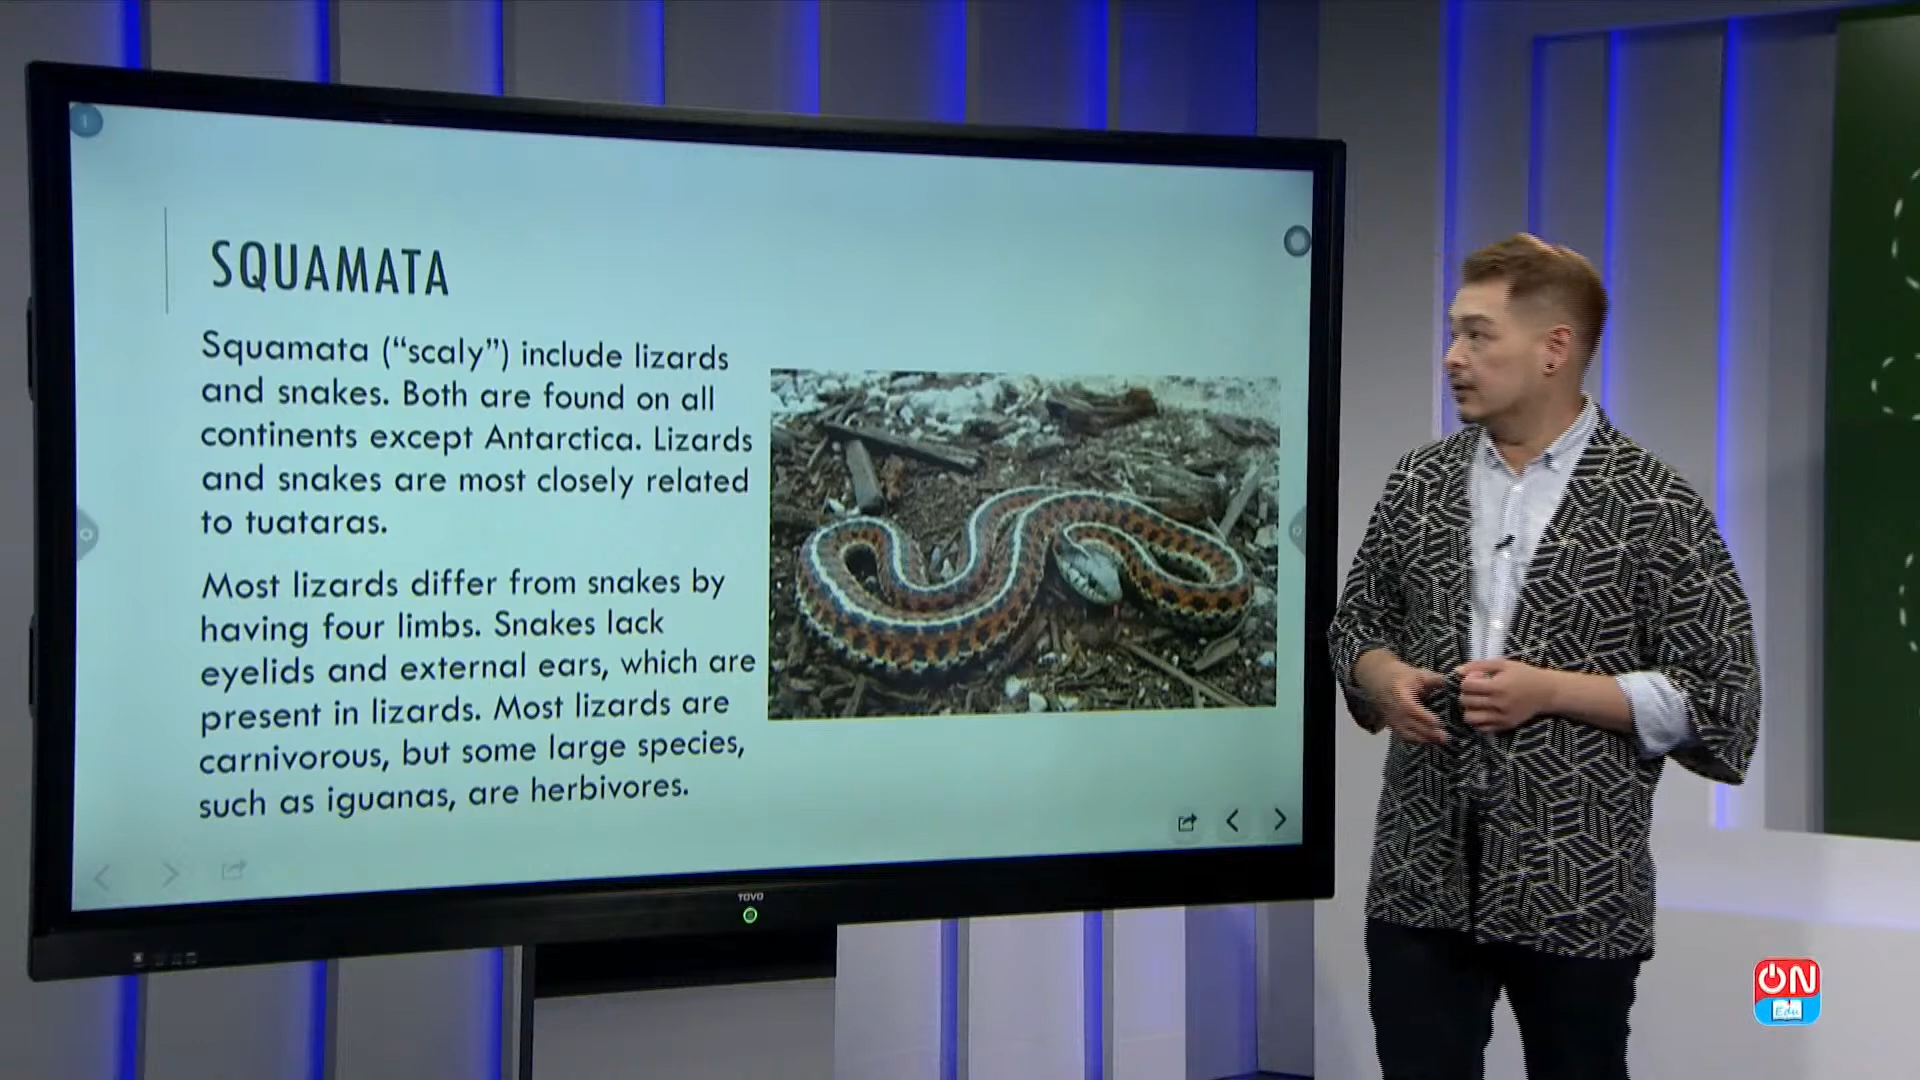 SQUAMATA
Squamata (“scaly”) include lizards
and snakes. Both are found on all
continents except Antarctica. Lizards
and snakes are most closely related
to tuataras.
Most lizards differ from snakes by
having four limbs. Snakes lack
eyelids and external ears, which are
present in lizards. Most lizards are
carnivorous, but some large species,
such as iguanas, are herbivores.
TOVO
ON
Edu